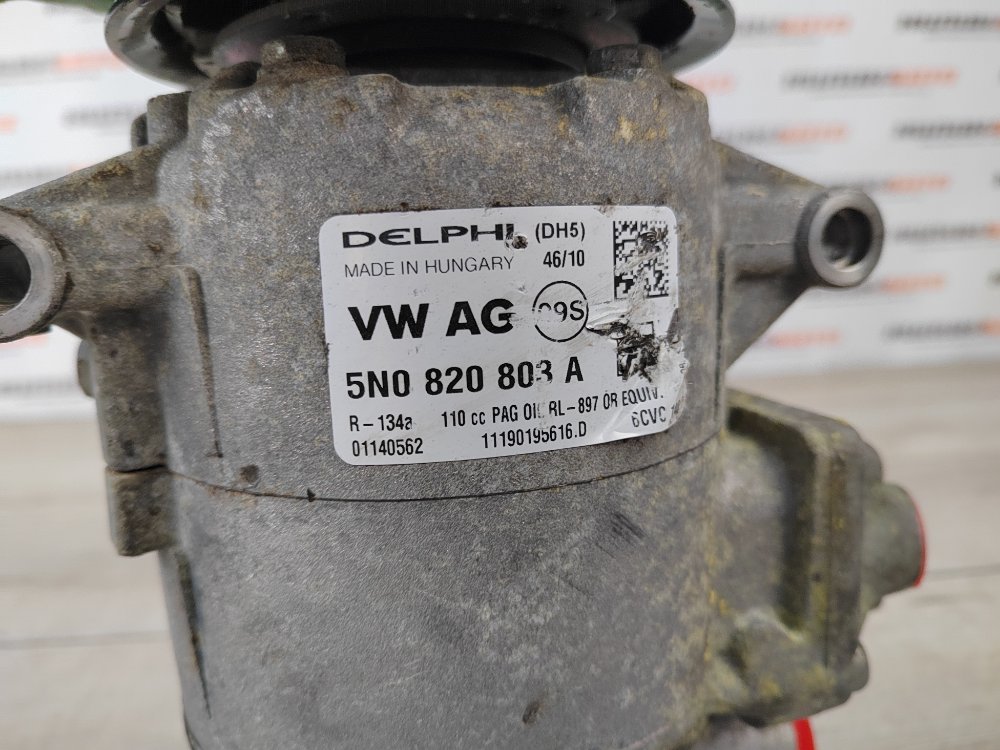 DELPHI (DH5)
MADE IN HUNGARY 46/10
VW AG
5N0 820 803 A
R-134a 110 cc PAG OIL RL-897 OR EQUIV.
01140562 11190195616.D 6CVC